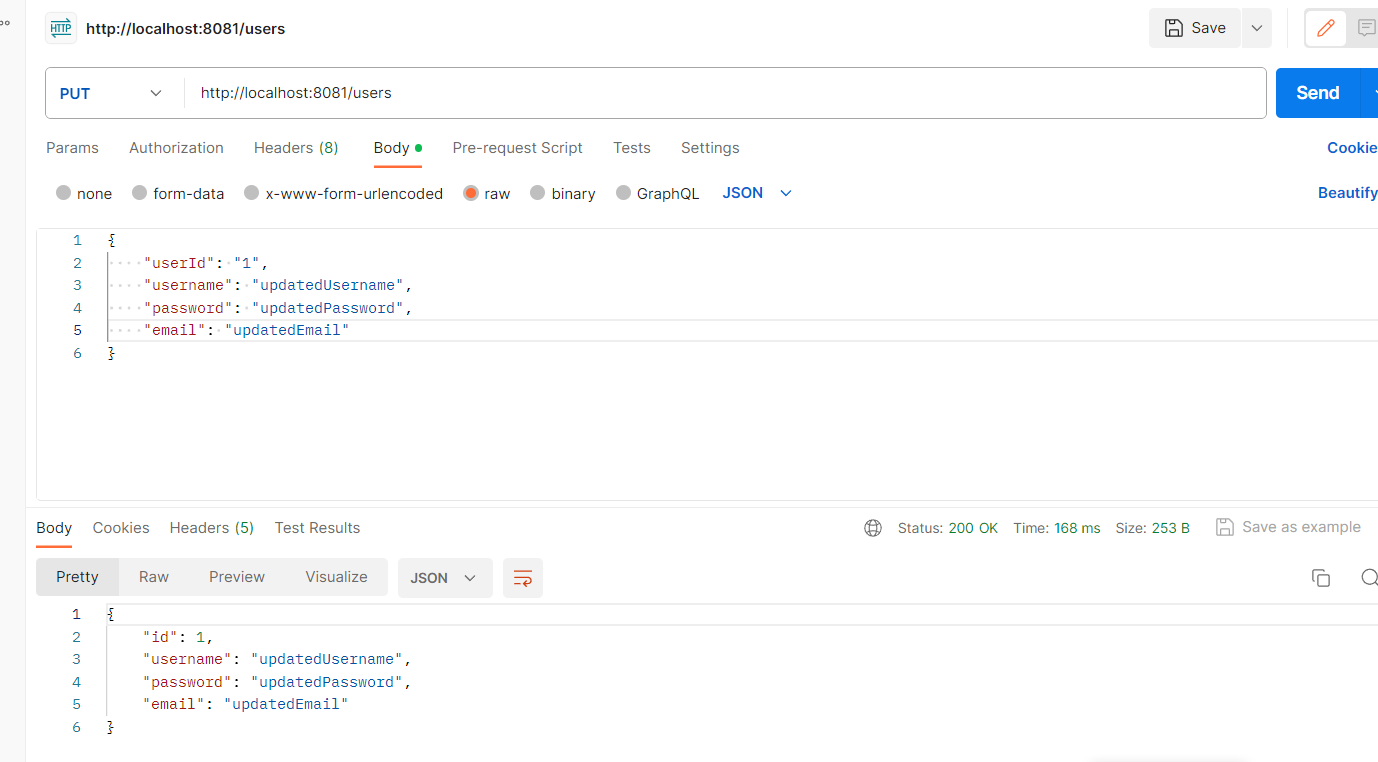 HTTP http://localhost:8081/users Save
PUT http://localhost:8081/users Send
Params Authorization Headers (8) Body Pre-request Script Tests Settings Cookie
none form-data x-www-form-urlencoded raw binary GraphQL JSON Beautify
1 {
2 ····"userId":·"1",
3 ····"username":·"updatedUsername",
4 ····"password":·"updatedPassword",
5 ····"email":·"updatedEmail"
6 }
Body Cookies Headers (5) Test Results Status: 200 OK Time: 168 ms Size: 253 B Save as example
Pretty Raw Preview Visualize JSON
1 {
2 "id": 1,
3 "username": "updatedUsername",
4 "password": "updatedPassword",
5 "email": "updatedEmail"
6 }